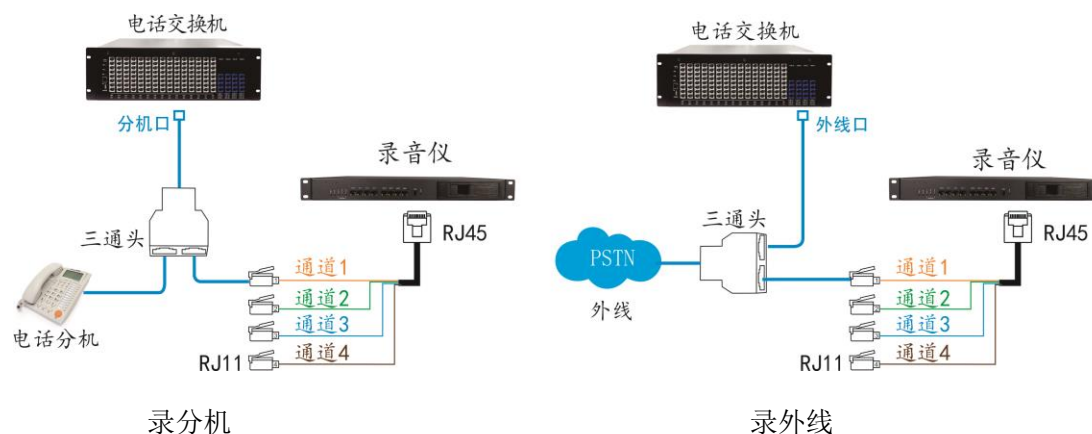 电话交换机
分机口
录音仪
三通头
RJ45
通道1
通道2
通道3
通道4
电话分机
RJ11
录分机
电话交换机
外线口
录音仪
三通头
RJ45
PSTN
外线
通道1
通道2
通道3
通道4
RJ11
录外线